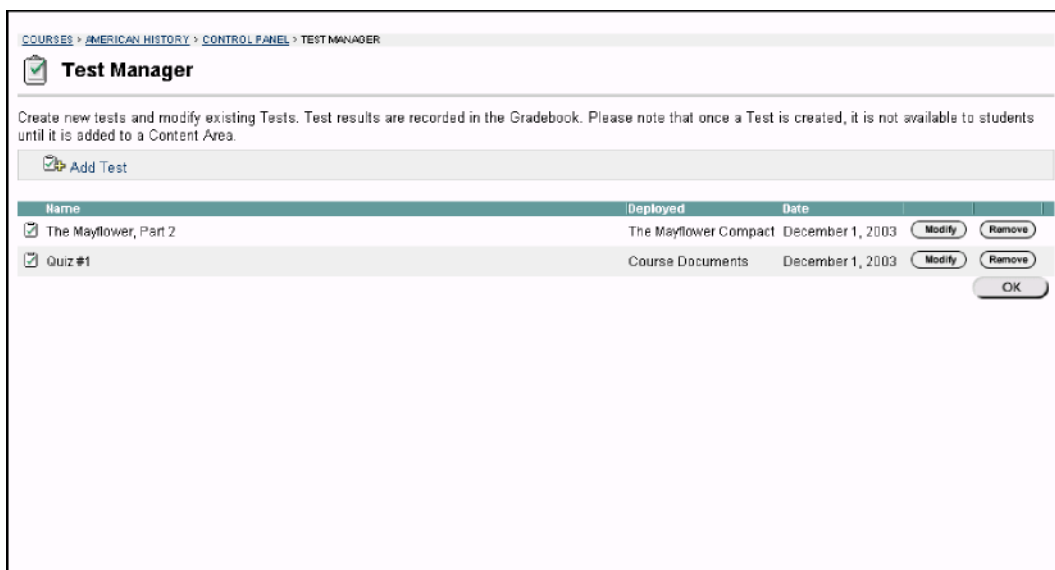 COURSES > AMERICAN HISTORY > CONTROL PANEL > TEST MANAGER
Test Manager
Create new tests and modify existing Tests. Test results are recorded in the Gradebook. Please note that once a Test is created, it is not available to students
until it is added to a Content Area.
Add Test
Name Deployed Date
The Mayflower, Part 2 The Mayflower Compact December 1, 2003 Modify Remove
Quiz #1 Course Documents December 1, 2003 Modify Remove
OK